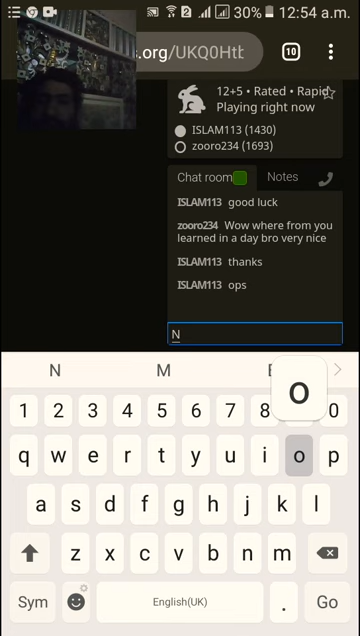 30% 12:54 a.m.
s.org/UKQ0Htt
10
12+5 • Rated • Rapid
Playing right now
ISLAM113 (1430)
zooro234 (1693)
Chat room
Notes
ISLAM113 good luck
zooro234 Wow where from you
learned in a day bro very nice
ISLAM113 thanks
ISLAM113 ops
N
N M
o
1 2 3 4 5 6 7 8 0
q w e r t y u i o p
a s d f g h j k l
z x c v b n m
Sym English(UK) . Go